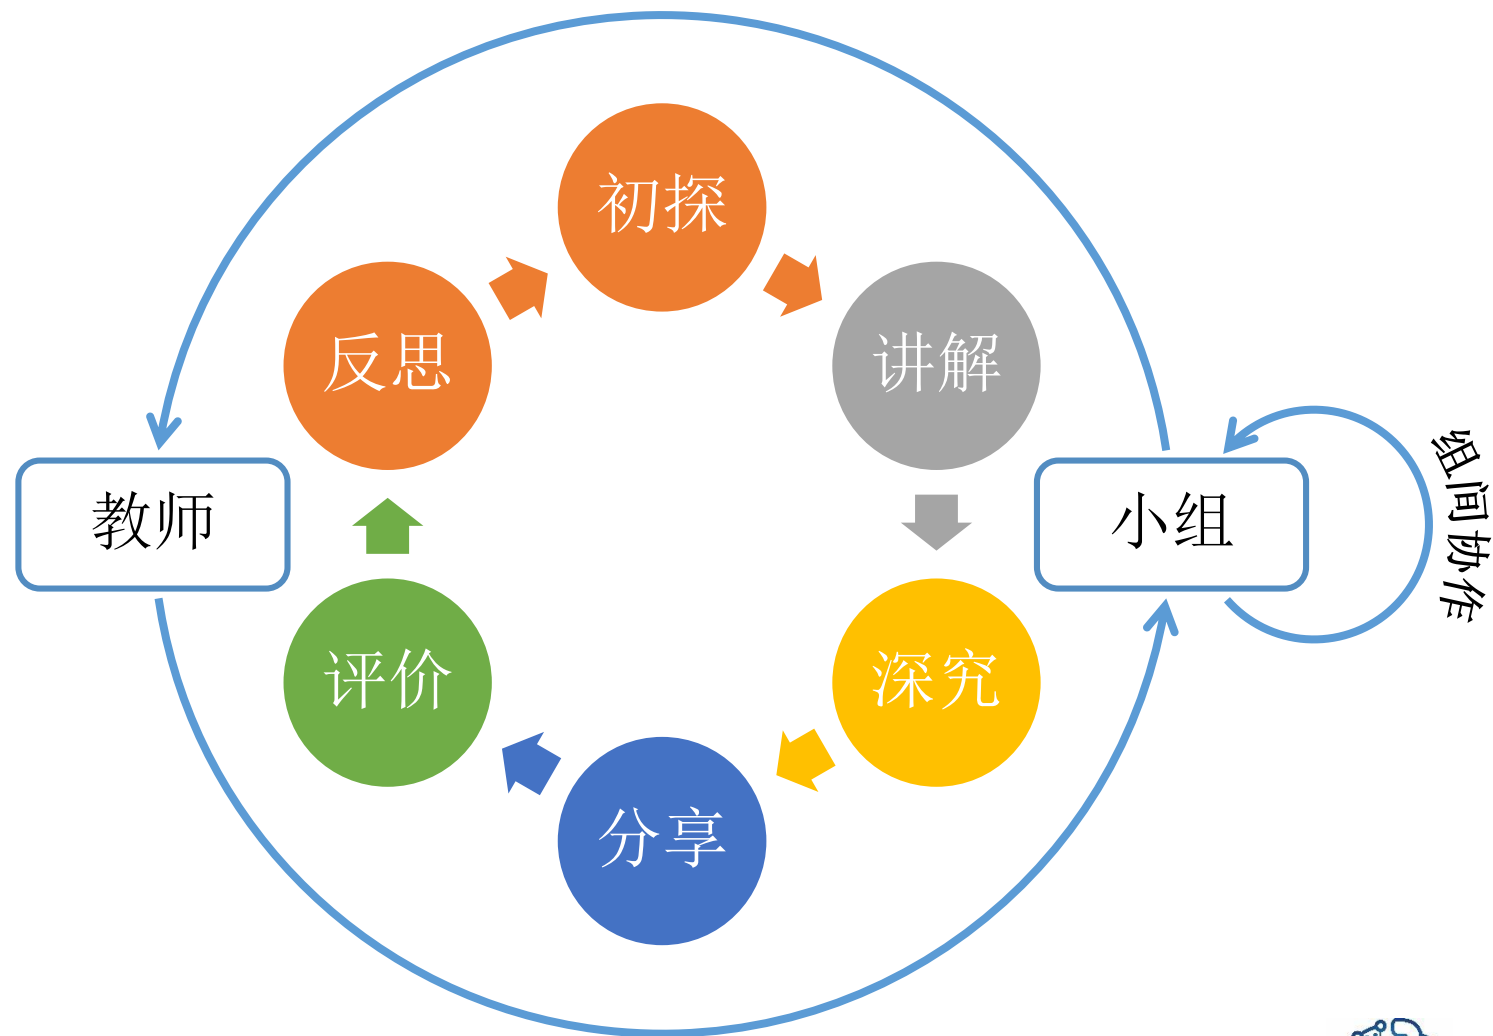 初探
反思
讲解
教师
小组
组间协作
评价
深究
分享